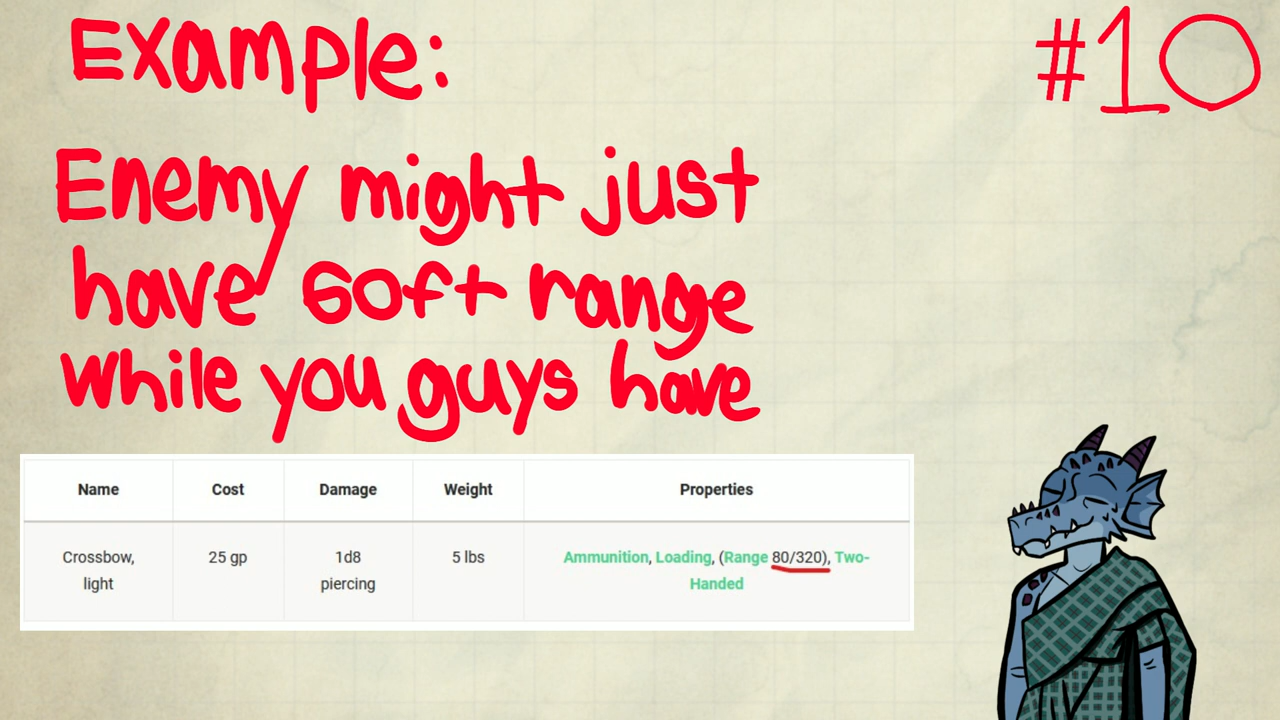 Example:
#10
Enemy might just
have 60ft range
while you guys have
Name Cost Damage Weight Properties
Crossbow, light 25 gp 1d8 piercing 5 lbs Ammunition, Loading, (Range 80/320), Two-Handed